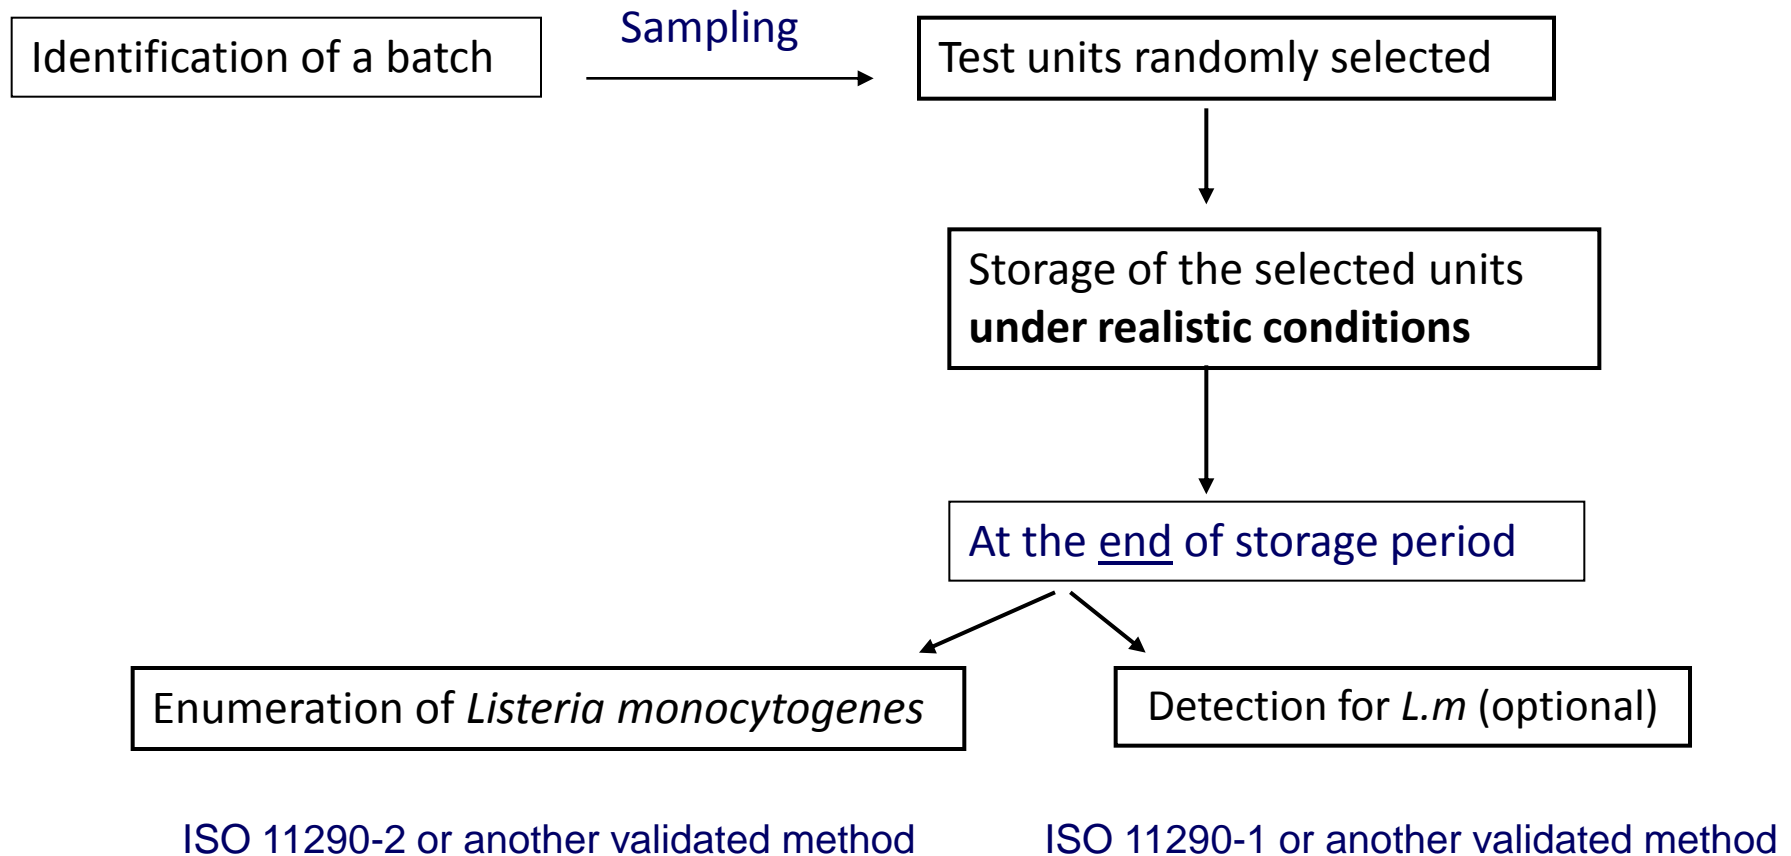 Identification of a batch
Sampling
Test units randomly selected
Storage of the selected units
under realistic conditions
At the end of storage period
Enumeration of Listeria monocytogenes
Detection for L.m (optional)
ISO 11290-2 or another validated method
ISO 11290-1 or another validated method